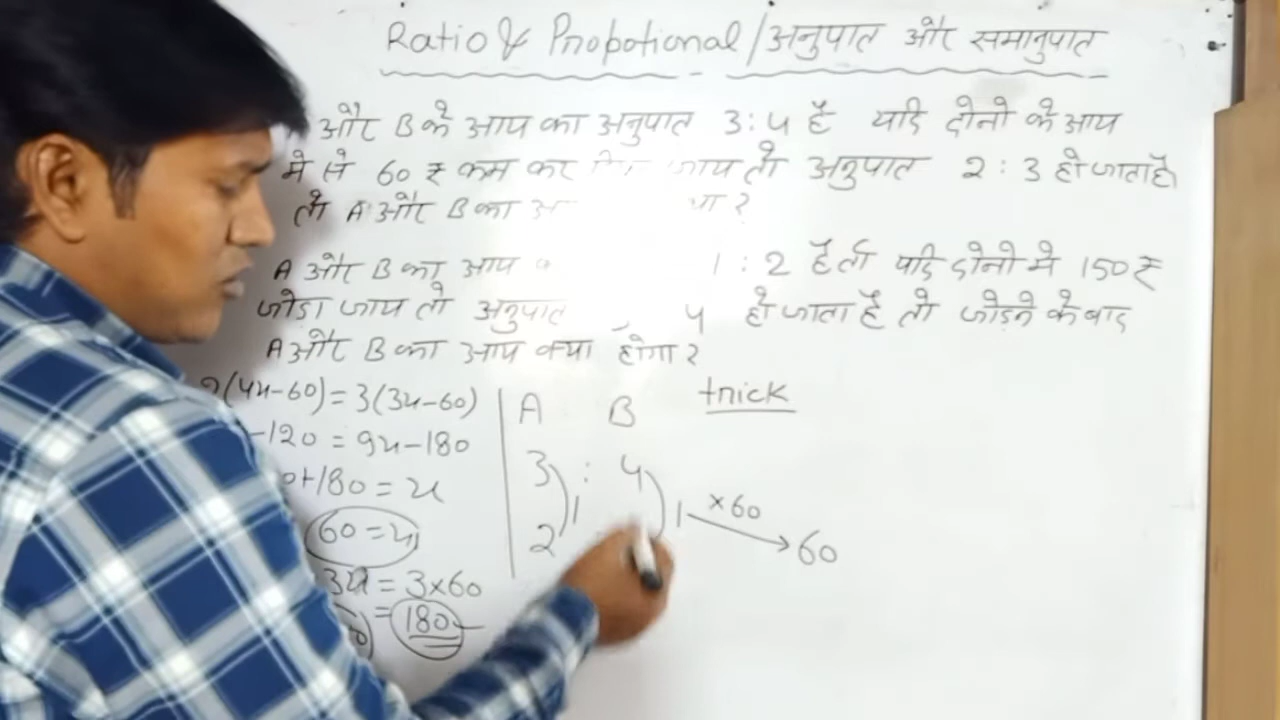 Ratio & Propotional / अनुपात और समानुपात
और B के आय का अनुपात 3 : 4 है यदि दोनो के आय
मे से 60 ₹ कम कर जाय तो अनुपात 2 : 3 हो जाता है
तो A और B का
A और B का आय 1 : 2 है तो यदि दोनो मे 150 ₹
जोडा जाय तो अनुपात 4 हो जाता है तो जोड़ने के बाद
A और B का आय क्या होगा ?
(4x-60) = 3(3x-60)
-120 = 9x-180
+180 = x
60 = x
3x = 3×60
= 180
A B trick
3 : 4
1 1 ×60 60
2